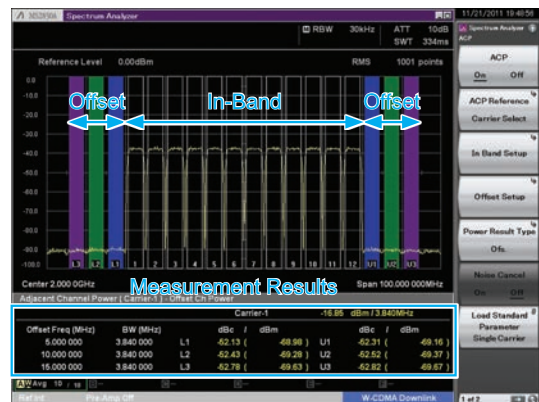 MS2690A Spectrum Analyzer
11/21/2011 19:48:56
M RBW 30kHz ATT 10dB
SWT 334ms
Spectrum Analyzer
ACP
Reference Level 0.00dBm RMS 1001 points
ACP
On Off
0.0
-20.0
-40.0
-50.0
-60.0
-70.0
-80.0
-90.0
-100.0
Offset In-Band Offset
ACP Reference
Carrier Select
In Band Setup
Offset Setup
Power Result Type
Ofs.
L3 L2 L1 1 2 3 4 5 6 7 8 9 10 11 12 U1 U2 U3
Center 2.000 0GHz Span 100.000 000MHz
Measurement Results
Noise Cancel
On Off
Adjacent Channel Power ( Carrier-1 ) - Offset Ch Power
Carrier-1 -16.85 dBm / 3.840MHz
Offset Freq (MHz) BW (MHz) dBc / dBm dBc / dBm
5.000 000 3.840 000 L1 -52.13 ( -68.98 ) U1 -52.31 ( -69.16 )
10.000 000 3.840 000 L2 -52.43 ( -69.28 ) U2 -52.52 ( -69.37 )
15.000 000 3.840 000 L3 -52.78 ( -69.63 ) U3 -52.82 ( -69.67 )
Load Standard
Parameter
Single Carrier
Avg 10 / 10
Ref.Int Pre-Amp Off W-CDMA Downlink
1 of 2